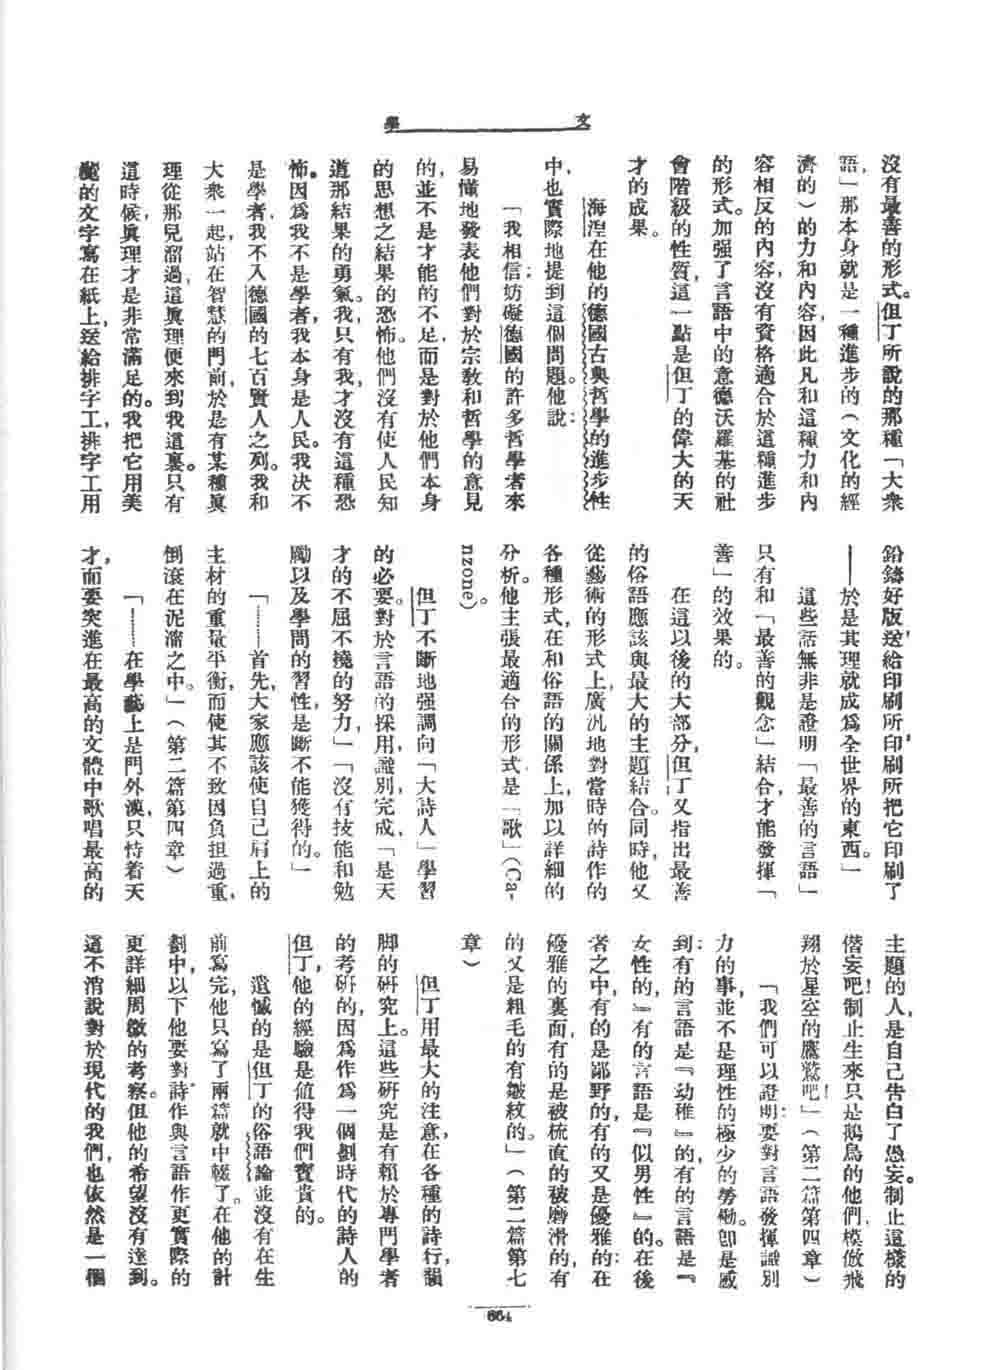 文學
沒有最善的形式。但丁所說的那種「大衆
語」那本身就是一種進步的(文化的經
濟的)的力和內容,因此凡和這種力和內
容相反的內容,沒有資格適合於這種進步
的形式。加强了言語中的意德沃羅基的社
會階級的性質,這一點是但丁的偉大的天
才的成果。
海涅在他的德國古典哲學的進步性
中,也實際地提到這個問題。他說:
「我相信:妨礙德國的許多哲學者來
易懂地發表他們對於宗敎和哲學的意見
的,並不是才能的不足,而是對於他們本身
的思想之結果的恐怖。他們沒有使人民知
道那結果的勇氣。我,只有我,才沒有這種恐
怖。因爲我不是學者,我本身是人民。我決不
是學者,我不入德國的七百賢人之列。我和
大衆一起,站在智慧的門前,於是有某種眞
理從那兒溜過,這眞理便來到我這裏。只有
這時候,眞理才是非常滿足的。我把它用美
麗的文字寫在紙上,送給排字工,排字工用
鉛鑄好版送給印刷所,印刷所把它印刷了
——於是其理就成爲全世界的東西。」
這些話無非是證明「最善的言語」
只有和「最善的觀念」結合,才能發揮「
善」的效果的。
在這以後的大部分,但丁又指出最善
的俗語應該與最大的主題結合。同時,他又
從藝術的形式上,廣汎地對當時的詩作的
各種形式,在和俗語的關係上,加以詳細的
分析。他主張最適合的形式是「歌」(Ca-
nzone)。
但丁不斷地强調向「大詩人」學習
的必要。對於言語的採用,識別,完成,「是天
才的不屈不撓的努力,」「沒有技能和勉
勵以及學問的習性,是斷不能獲得的。」
「……首先,大家應該使自己肩上的
主材的重量平衡,而使其不致因負担過重,
倒滾在泥濘之中。」(第二篇第四章)
「……在學藝上是門外漢,只恃着天
才,而要突進在最高的文體中歌唱最高的
主題的人,是自己告白了愚妄。制止這樣的
僭妄吧!制止生來只是鵝鳥的他們,模倣飛
翔於星空的鷹鷲吧!」(第二篇第四章)
「我們可以證明:要對言語發揮識別
力的事,並不是理性的極少的勞働。卽是感
到:有的言語是『幼稚』的,有的言語是『
女性的,』有的言語是『似男性』的。在後
者之中,有的是鄙野的,有的又是優雅的:在
優雅的裏面,有的是被梳直的被磨滑的,有
的又是粗毛的有皺紋的。」(第二篇第七
章)
但丁用最大的注意,在各種的詩行,韻
脚的硏究上。這些硏究是有賴於專門學者
的考硏的,因爲作爲一個劃時代的詩人的
但丁,他的經驗是値得我們寶貴的。
遺憾的是但丁的俗語論並沒有在生
前寫完,他只寫了兩篇就中輟了。在他的計
劃中,以下他要對詩作與言語作更實際的
更詳細周徹的考察。但他的希望沒有達到。
這不消說對於現代的我們,也依然是一個
664